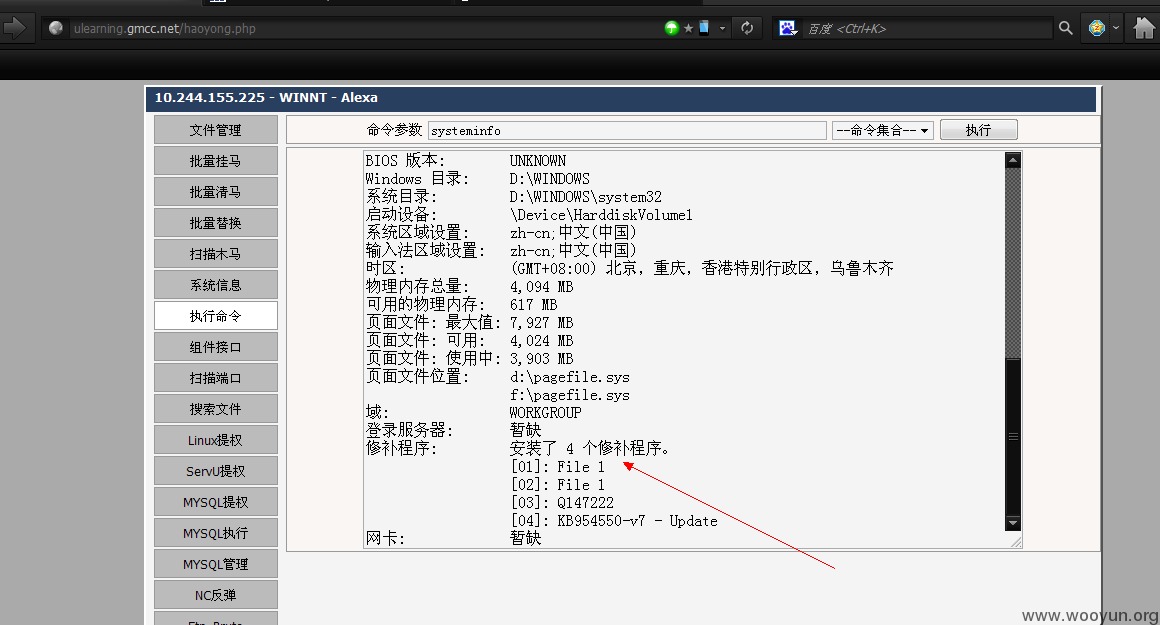 ulearning.gmcc.net/haoyong.php
百度 <Ctrl+K>
10.244.155.225 - WINNT - Alexa
文件管理
批量挂马
批量清马
批量替换
扫描木马
系统信息
执行命令
组件接口
扫描端口
搜索文件
Linux提权
ServU提权
MYSQL提权
MYSQL执行
MYSQL管理
NC反弹
命令参数 systeminfo --命令集合-- 执行
BIOS 版本: UNKNOWN
Windows 目录: D:\WINDOWS
系统目录: D:\WINDOWS\system32
启动设备: \Device\HarddiskVolume1
系统区域设置: zh-cn;中文(中国)
输入法区域设置: zh-cn;中文(中国)
时区: (GMT+08:00) 北京，重庆，香港特别行政区，乌鲁木齐
物理内存总量: 4,094 MB
可用的物理内存: 617 MB
页面文件: 最大值: 7,927 MB
页面文件: 可用: 4,024 MB
页面文件: 使用中: 3,903 MB
页面文件位置: d:\pagefile.sys
f:\pagefile.sys
域: WORKGROUP
登录服务器: 暂缺
修补程序: 安装了 4 个修补程序。
[01]: File 1
[02]: File 1
[03]: Q147222
[04]: KB954550-v7 - Update
网卡: 暂缺
www.wooyun.org